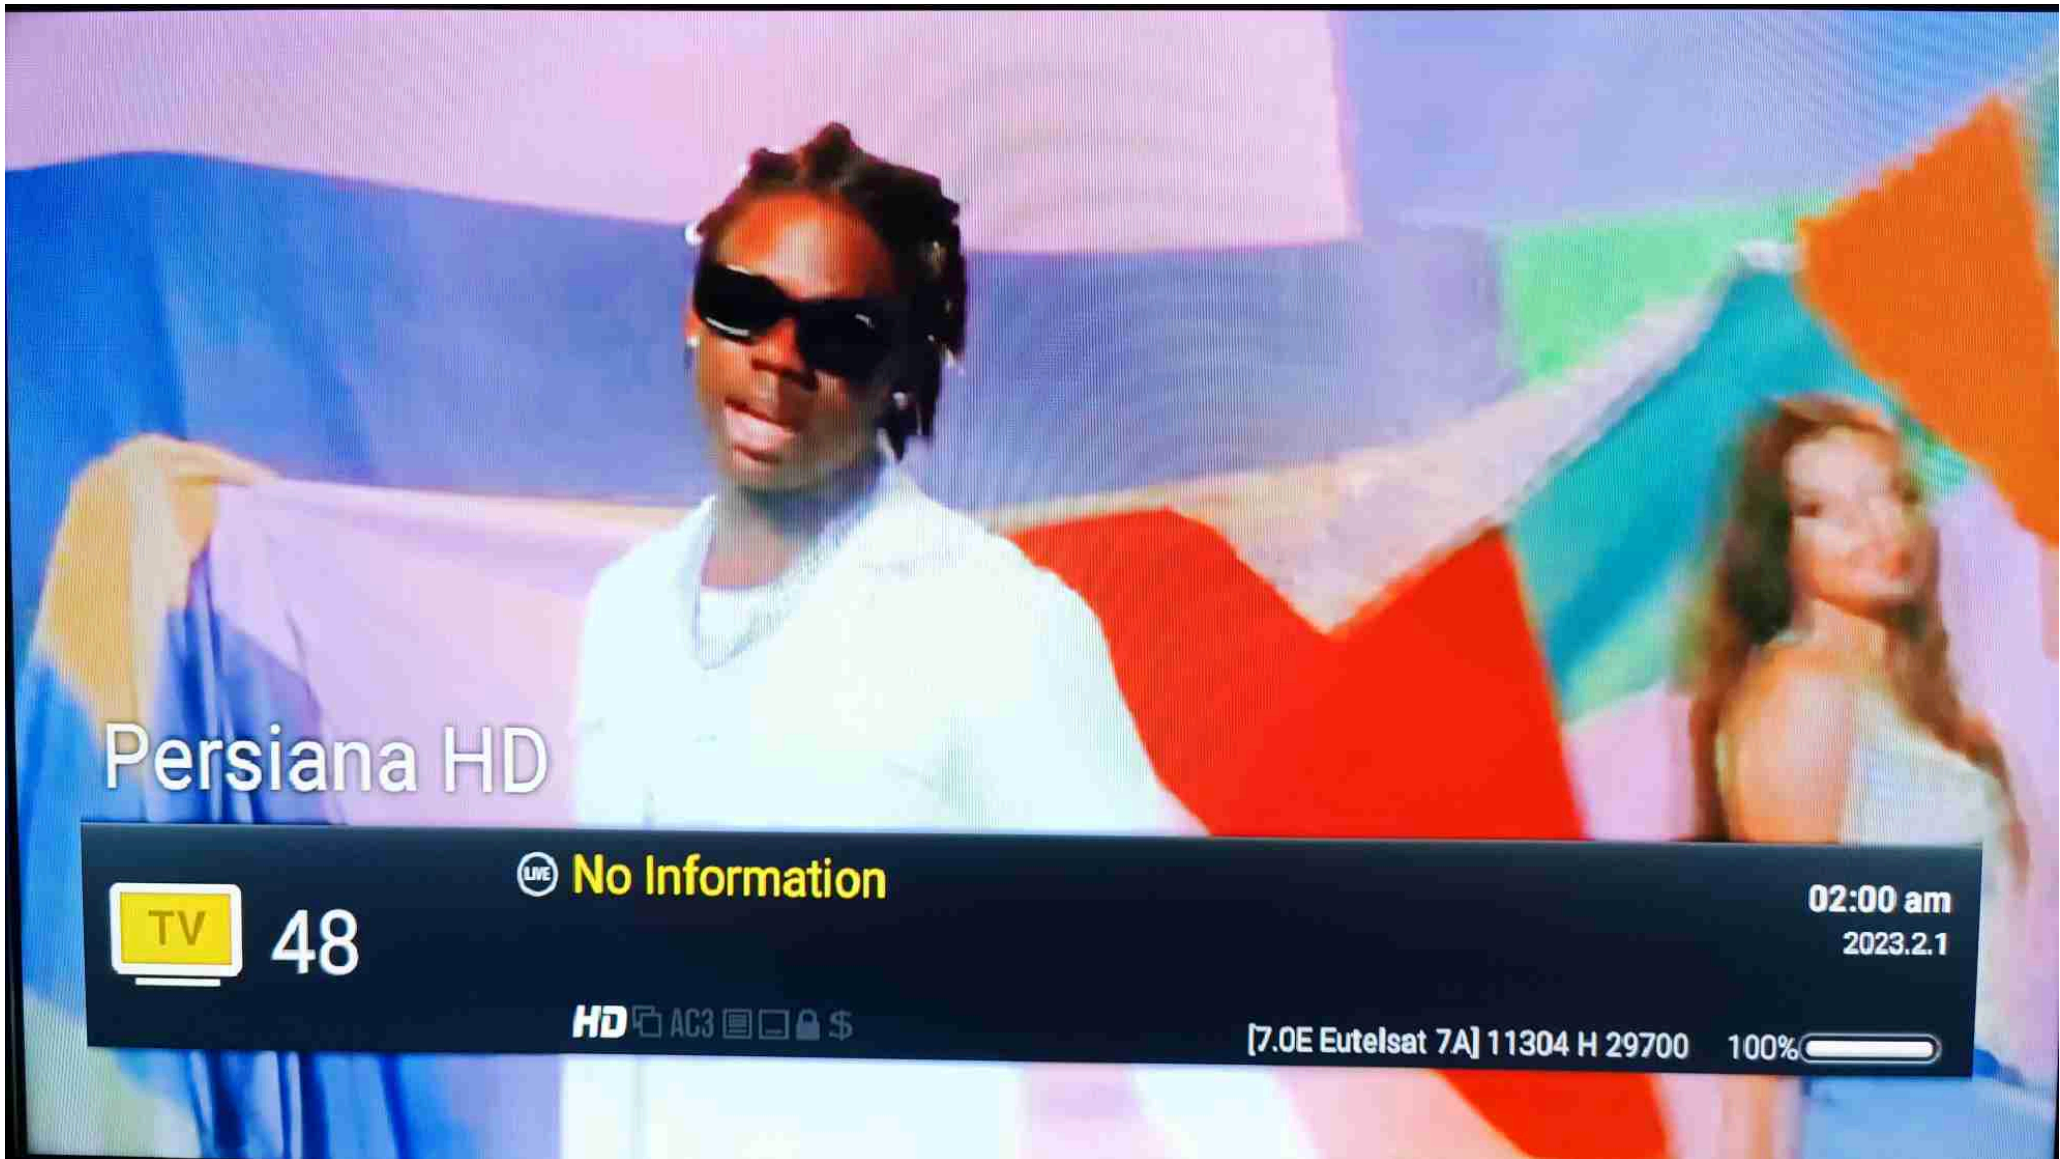 Persiana HD
LIVE No Information
TV 48
02:00 am
2023.2.1
HD AC3 $
[7.0E Eutelsat 7A] 11304 H 29700 100%